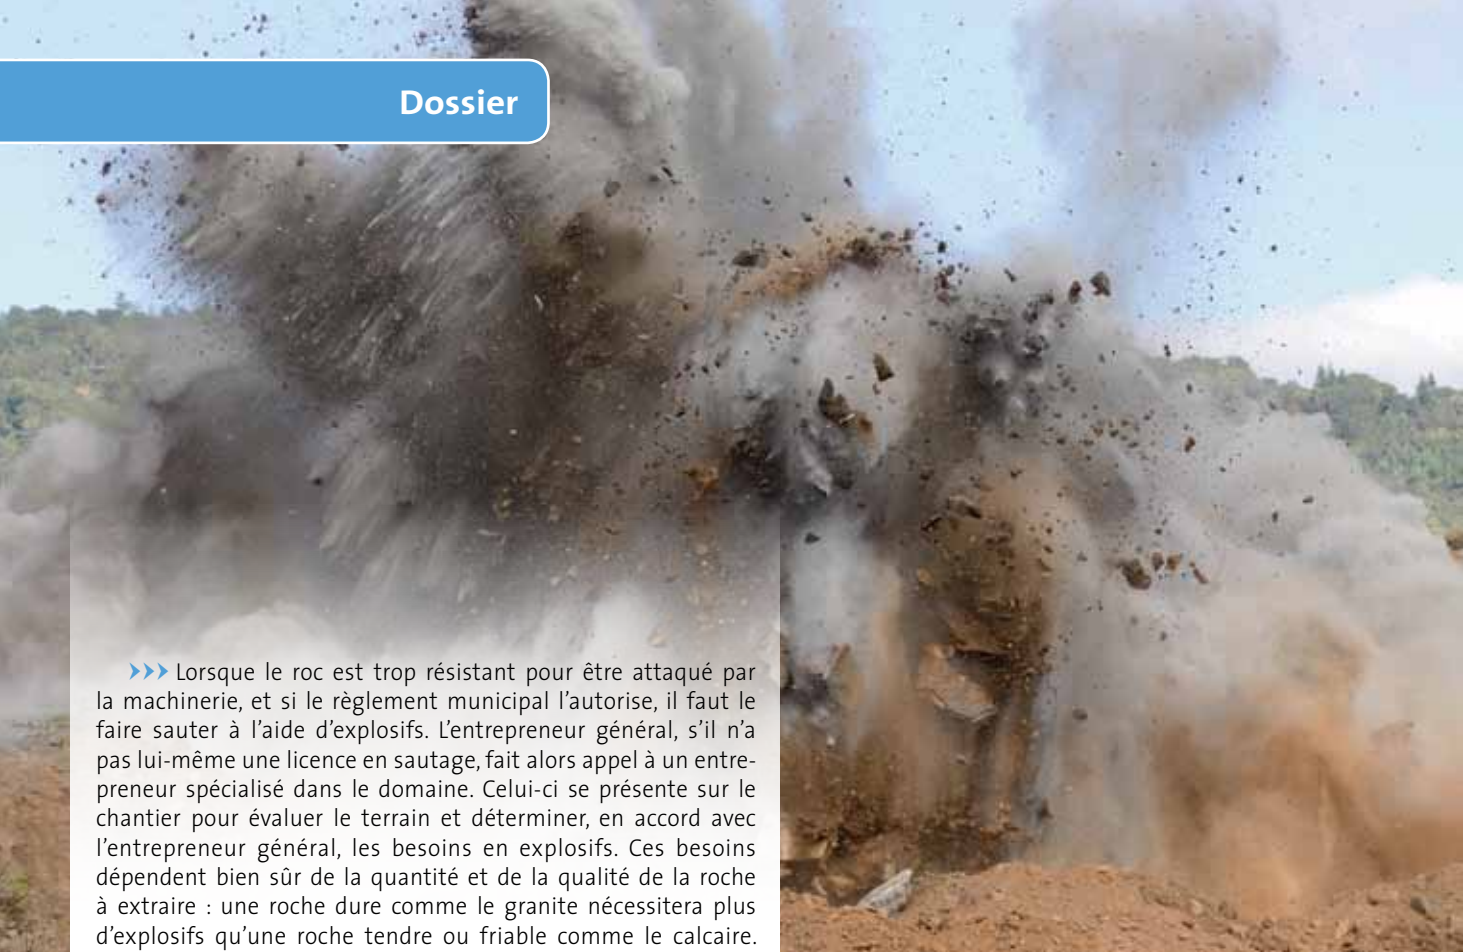 Dossier
Lorsque le roc est trop résistant pour être attaqué par
la machinerie, et si le règlement municipal l’autorise, il faut le
faire sauter à l’aide d’explosifs. L’entrepreneur général, s’il n’a
pas lui-même une licence en sautage, fait alors appel à un entre-
preneur spécialisé dans le domaine. Celui-ci se présente sur le
chantier pour évaluer le terrain et déterminer, en accord avec
l’entrepreneur général, les besoins en explosifs. Ces besoins
dépendent bien sûr de la quantité et de la qualité de la roche
à extraire : une roche dure comme le granite nécessitera plus
d’explosifs qu’une roche tendre ou friable comme le calcaire.